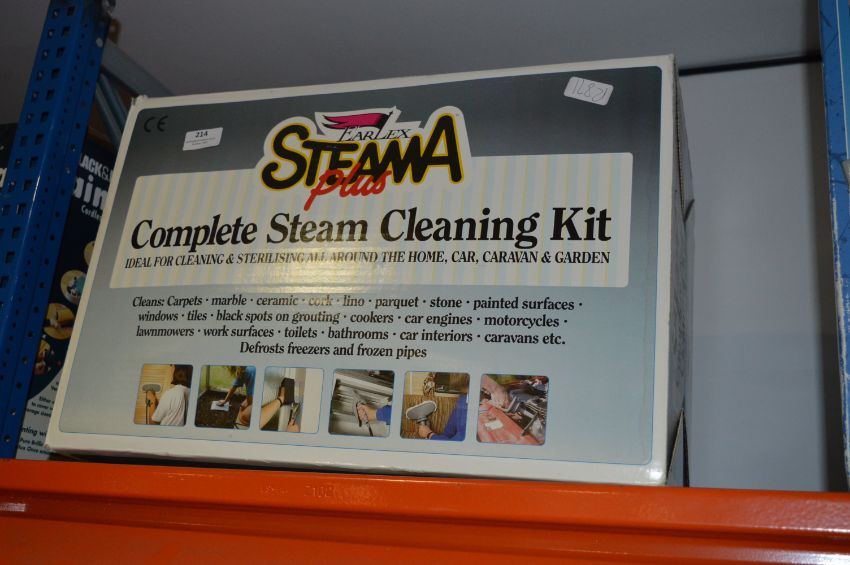 CE
214
EARLEX
STEAMA
Plus
Complete Steam Cleaning Kit
IDEAL FOR CLEANING & STERILISING ALL AROUND THE HOME, CAR, CARAVAN & GARDEN
Cleans: Carpets · marble · ceramic · cork · lino · parquet · stone · painted surfaces ·
windows · tiles · black spots on grouting · cookers · car engines · motorcycles ·
lawnmowers · work surfaces · toilets · bathrooms · car interiors · caravans etc.
Defrosts freezers and frozen pipes
BLACK&